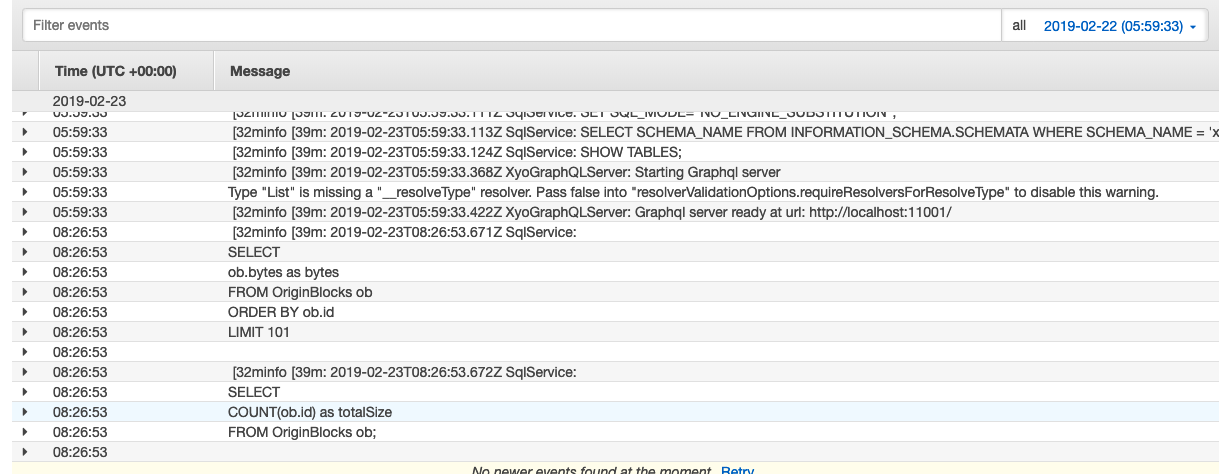 Filter events all 2019-02-22 (05:59:33)
Time (UTC +00:00) Message
2019-02-23
05:59:33 [32minfo [39m: 2019-02-23T05:59:33.111Z SqlService: SET SQL_MODE='NO_ENGINE_SUBSTITUTION';
05:59:33 [32minfo [39m: 2019-02-23T05:59:33.113Z SqlService: SELECT SCHEMA_NAME FROM INFORMATION_SCHEMA.SCHEMATA WHERE SCHEMA_NAME = 'x
05:59:33 [32minfo [39m: 2019-02-23T05:59:33.124Z SqlService: SHOW TABLES;
05:59:33 [32minfo [39m: 2019-02-23T05:59:33.368Z XyoGraphQLServer: Starting Graphql server
05:59:33 Type "List" is missing a "__resolveType" resolver. Pass false into "resolverValidationOptions.requireResolversForResolveType" to disable this warning.
05:59:33 [32minfo [39m: 2019-02-23T05:59:33.422Z XyoGraphQLServer: Graphql server ready at url: http://localhost:11001/
08:26:53 [32minfo [39m: 2019-02-23T08:26:53.671Z SqlService:
08:26:53 SELECT
08:26:53 ob.bytes as bytes
08:26:53 FROM OriginBlocks ob
08:26:53 ORDER BY ob.id
08:26:53 LIMIT 101
08:26:53
08:26:53 [32minfo [39m: 2019-02-23T08:26:53.672Z SqlService:
08:26:53 SELECT
08:26:53 COUNT(ob.id) as totalSize
08:26:53 FROM OriginBlocks ob;
08:26:53
No newer events found at the moment. Retry